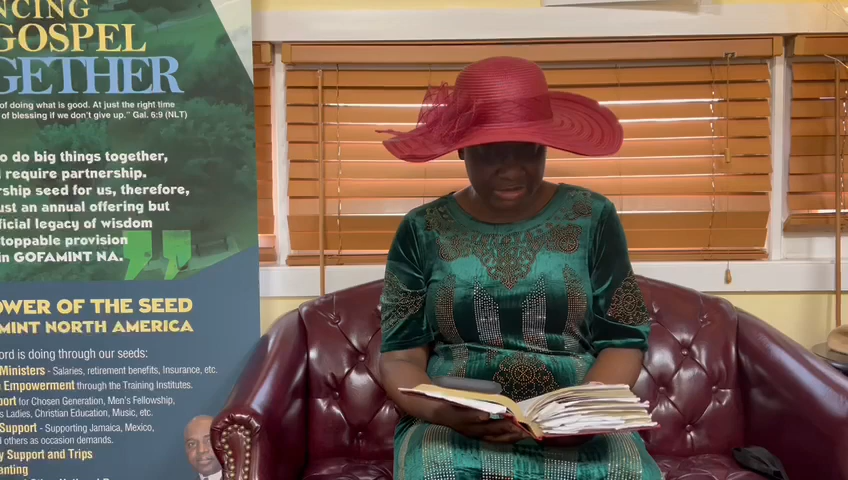 NCING
GOSPEL
GETHER
of doing what is good. At just the right time
of blessing if we don't give up." Gal. 6:9 (NLT)
o do big things together,
require partnership.
rship seed for us, therefore,
ust an annual offering but
ficial legacy of wisdom
stoppable provision
in GOFAMINT NA.
OWER OF THE SEED
MINT NORTH AMERICA
ord is doing through our seeds:
Ministers - Salaries, retirement benefits, Insurance, etc.
Empowerment through the Training Institutes.
port for Chosen Generation, Men's Fellowship,
s Ladies, Christian Education, Music, etc.
Support - Supporting Jamaica, Mexico,
d others as occasion demands.
y Support and Trips
anting